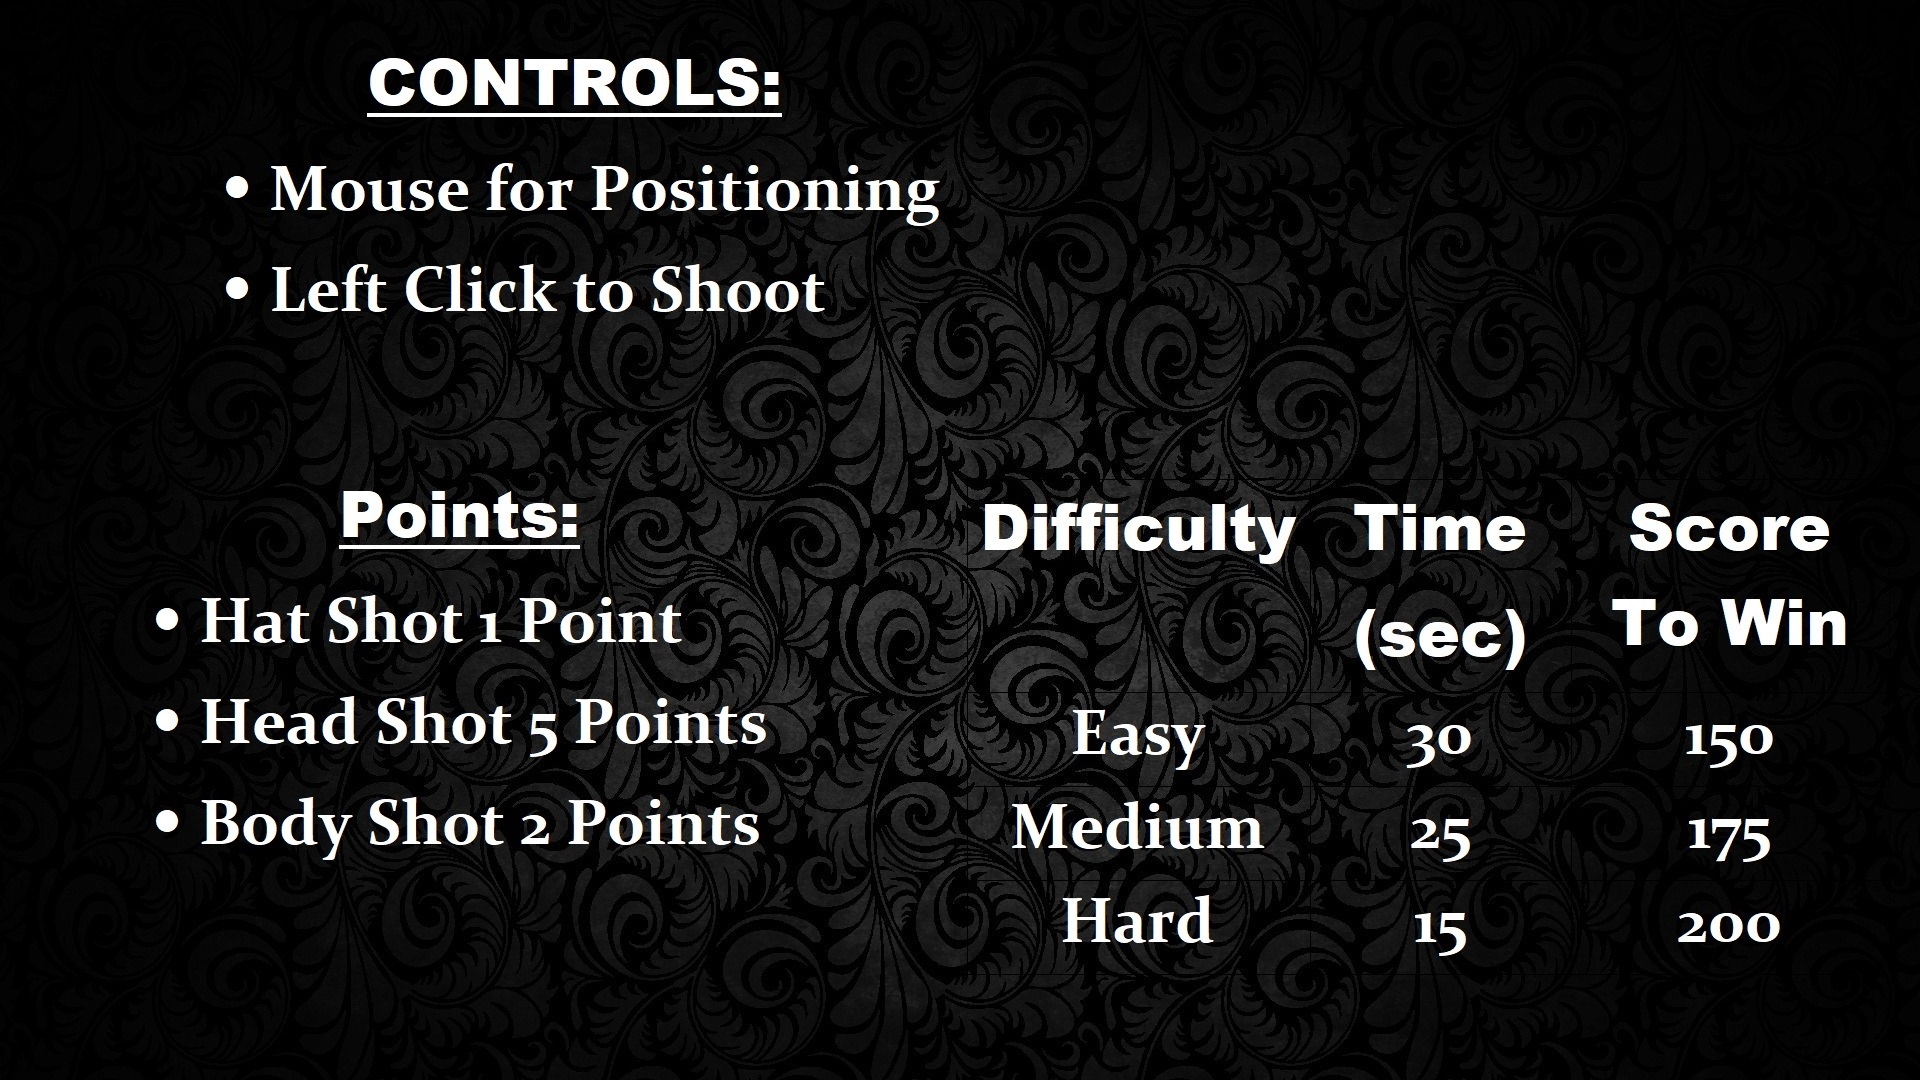 CONTROLS:
• Mouse for Positioning
• Left Click to Shoot
Points:
• Hat Shot 1 Point
• Head Shot 5 Points
• Body Shot 2 Points
Difficulty Time Score
(sec) To Win
Easy 30 150
Medium 25 175
Hard 15 200